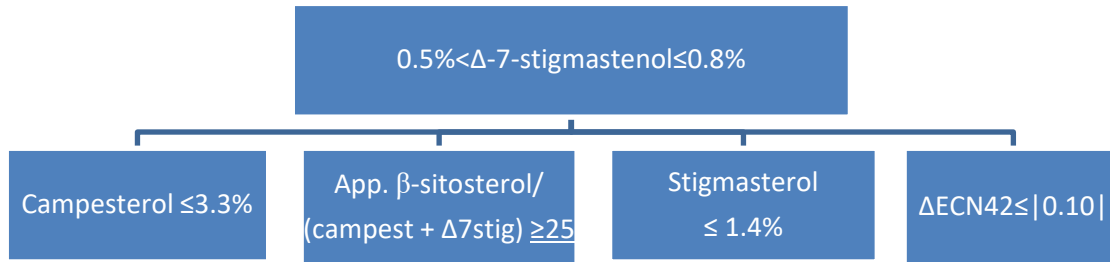 0.5%<Δ-7-stigmastenol≤0.8%
Campesterol ≤3.3%
App. β-sitosterol/
(campest + Δ7stig) ≥25
Stigmasterol
≤ 1.4%
ΔECN42≤|0.10|